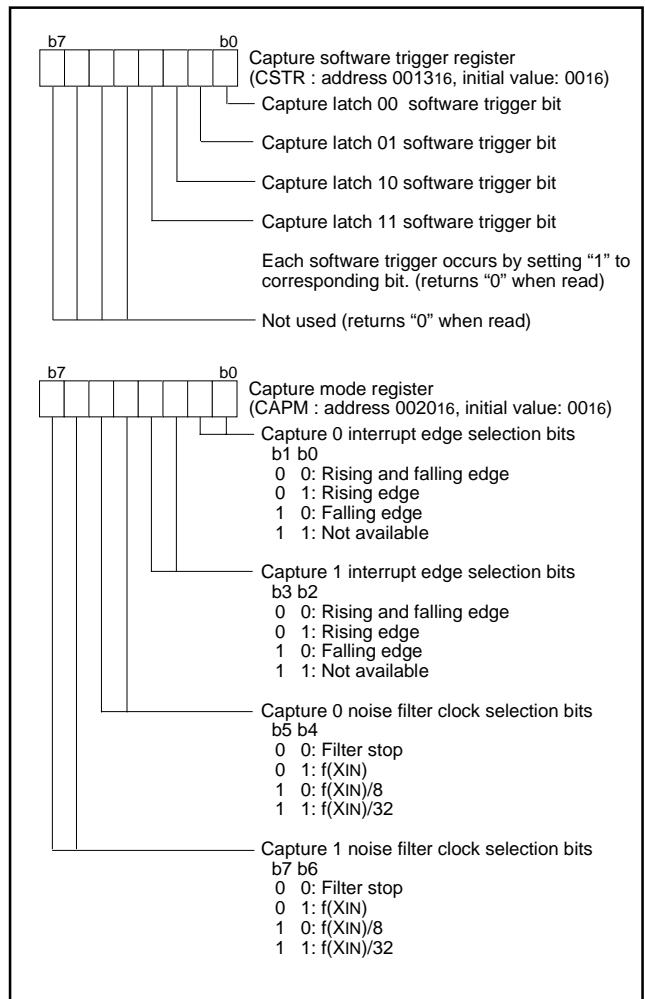 b7 b0
Capture software trigger register
(CSTR : address 001316, initial value: 0016)
Capture latch 00 software trigger bit
Capture latch 01 software trigger bit
Capture latch 10 software trigger bit
Capture latch 11 software trigger bit
Each software trigger occurs by setting “1” to
corresponding bit. (returns “0” when read)
Not used (returns “0” when read)
b7 b0
Capture mode register
(CAPM : address 002016, initial value: 0016)
Capture 0 interrupt edge selection bits
b1 b0
0 0: Rising and falling edge
0 1: Rising edge
1 0: Falling edge
1 1: Not available
Capture 1 interrupt edge selection bits
b3 b2
0 0: Rising and falling edge
0 1: Rising edge
1 0: Falling edge
1 1: Not available
Capture 0 noise filter clock selection bits
b5 b4
0 0: Filter stop
0 1: f(XIN)
1 0: f(XIN)/8
1 1: f(XIN)/32
Capture 1 noise filter clock selection bits
b7 b6
0 0: Filter stop
0 1: f(XIN)
1 0: f(XIN)/8
1 1: f(XIN)/32